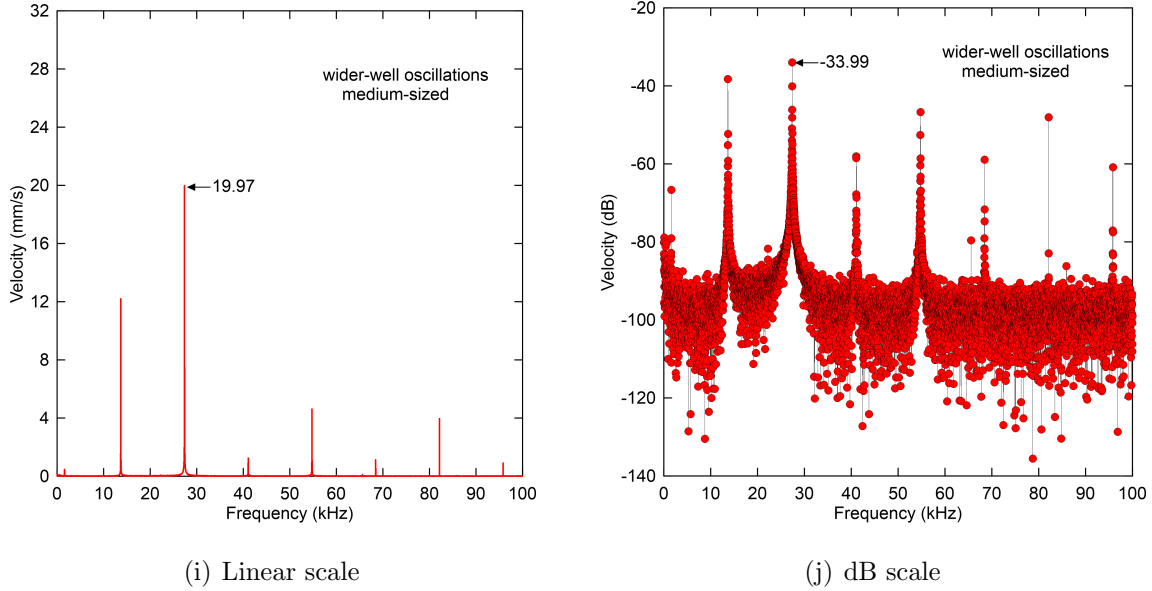 32
28
24
20
16
12
8
4
0
Velocity (mm/s)
wider-well oscillations
medium-sized
19.97
0 10 20 30 40 50 60 70 80 90 100
Frequency (kHz)
(i) Linear scale
-20
-40
-60
-80
-100
-120
-140
Velocity (dB)
wider-well oscillations
medium-sized
-33.99
0 10 20 30 40 50 60 70 80 90 100
Frequency (kHz)
(j) dB scale